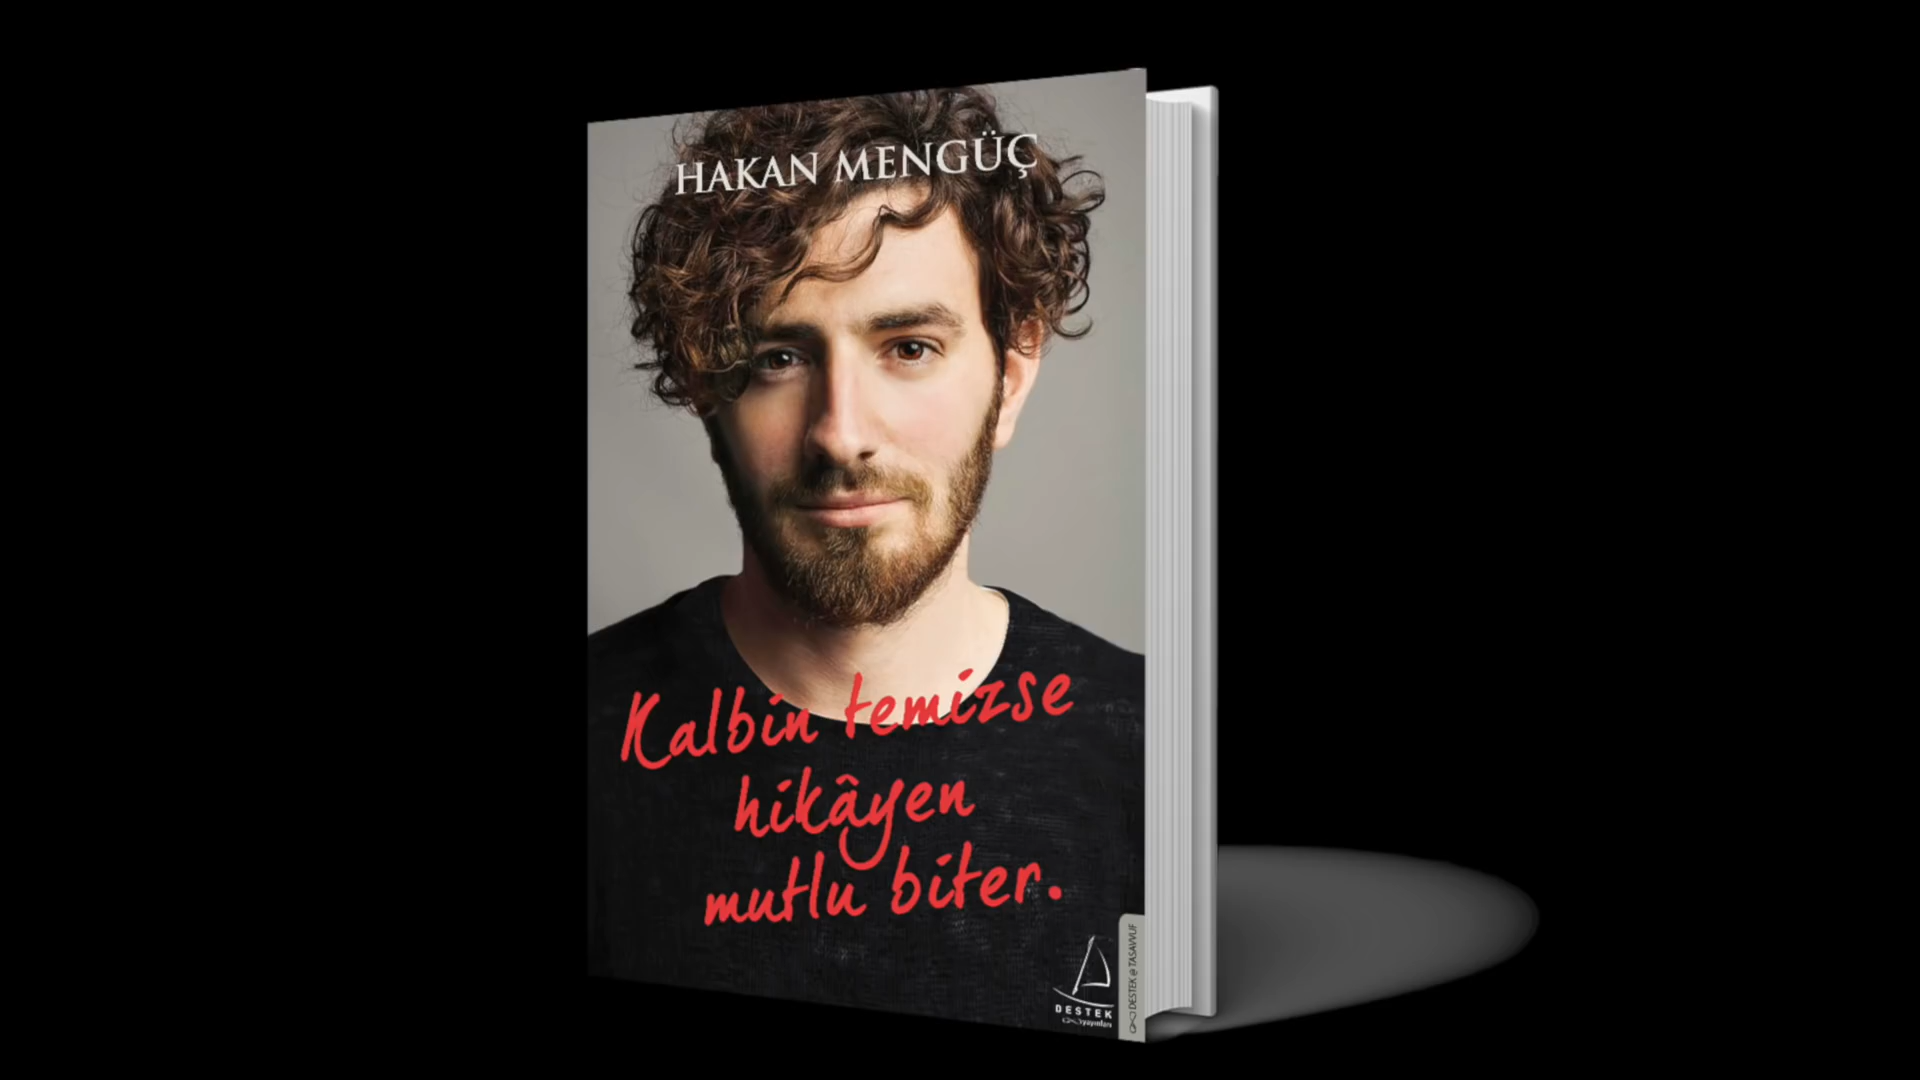 HAKAN MENGÜÇ
Kalbin temizse
hikâyen
mutlu biter.
DESTEK
yayınları
DESTEK @ TASAVVUF